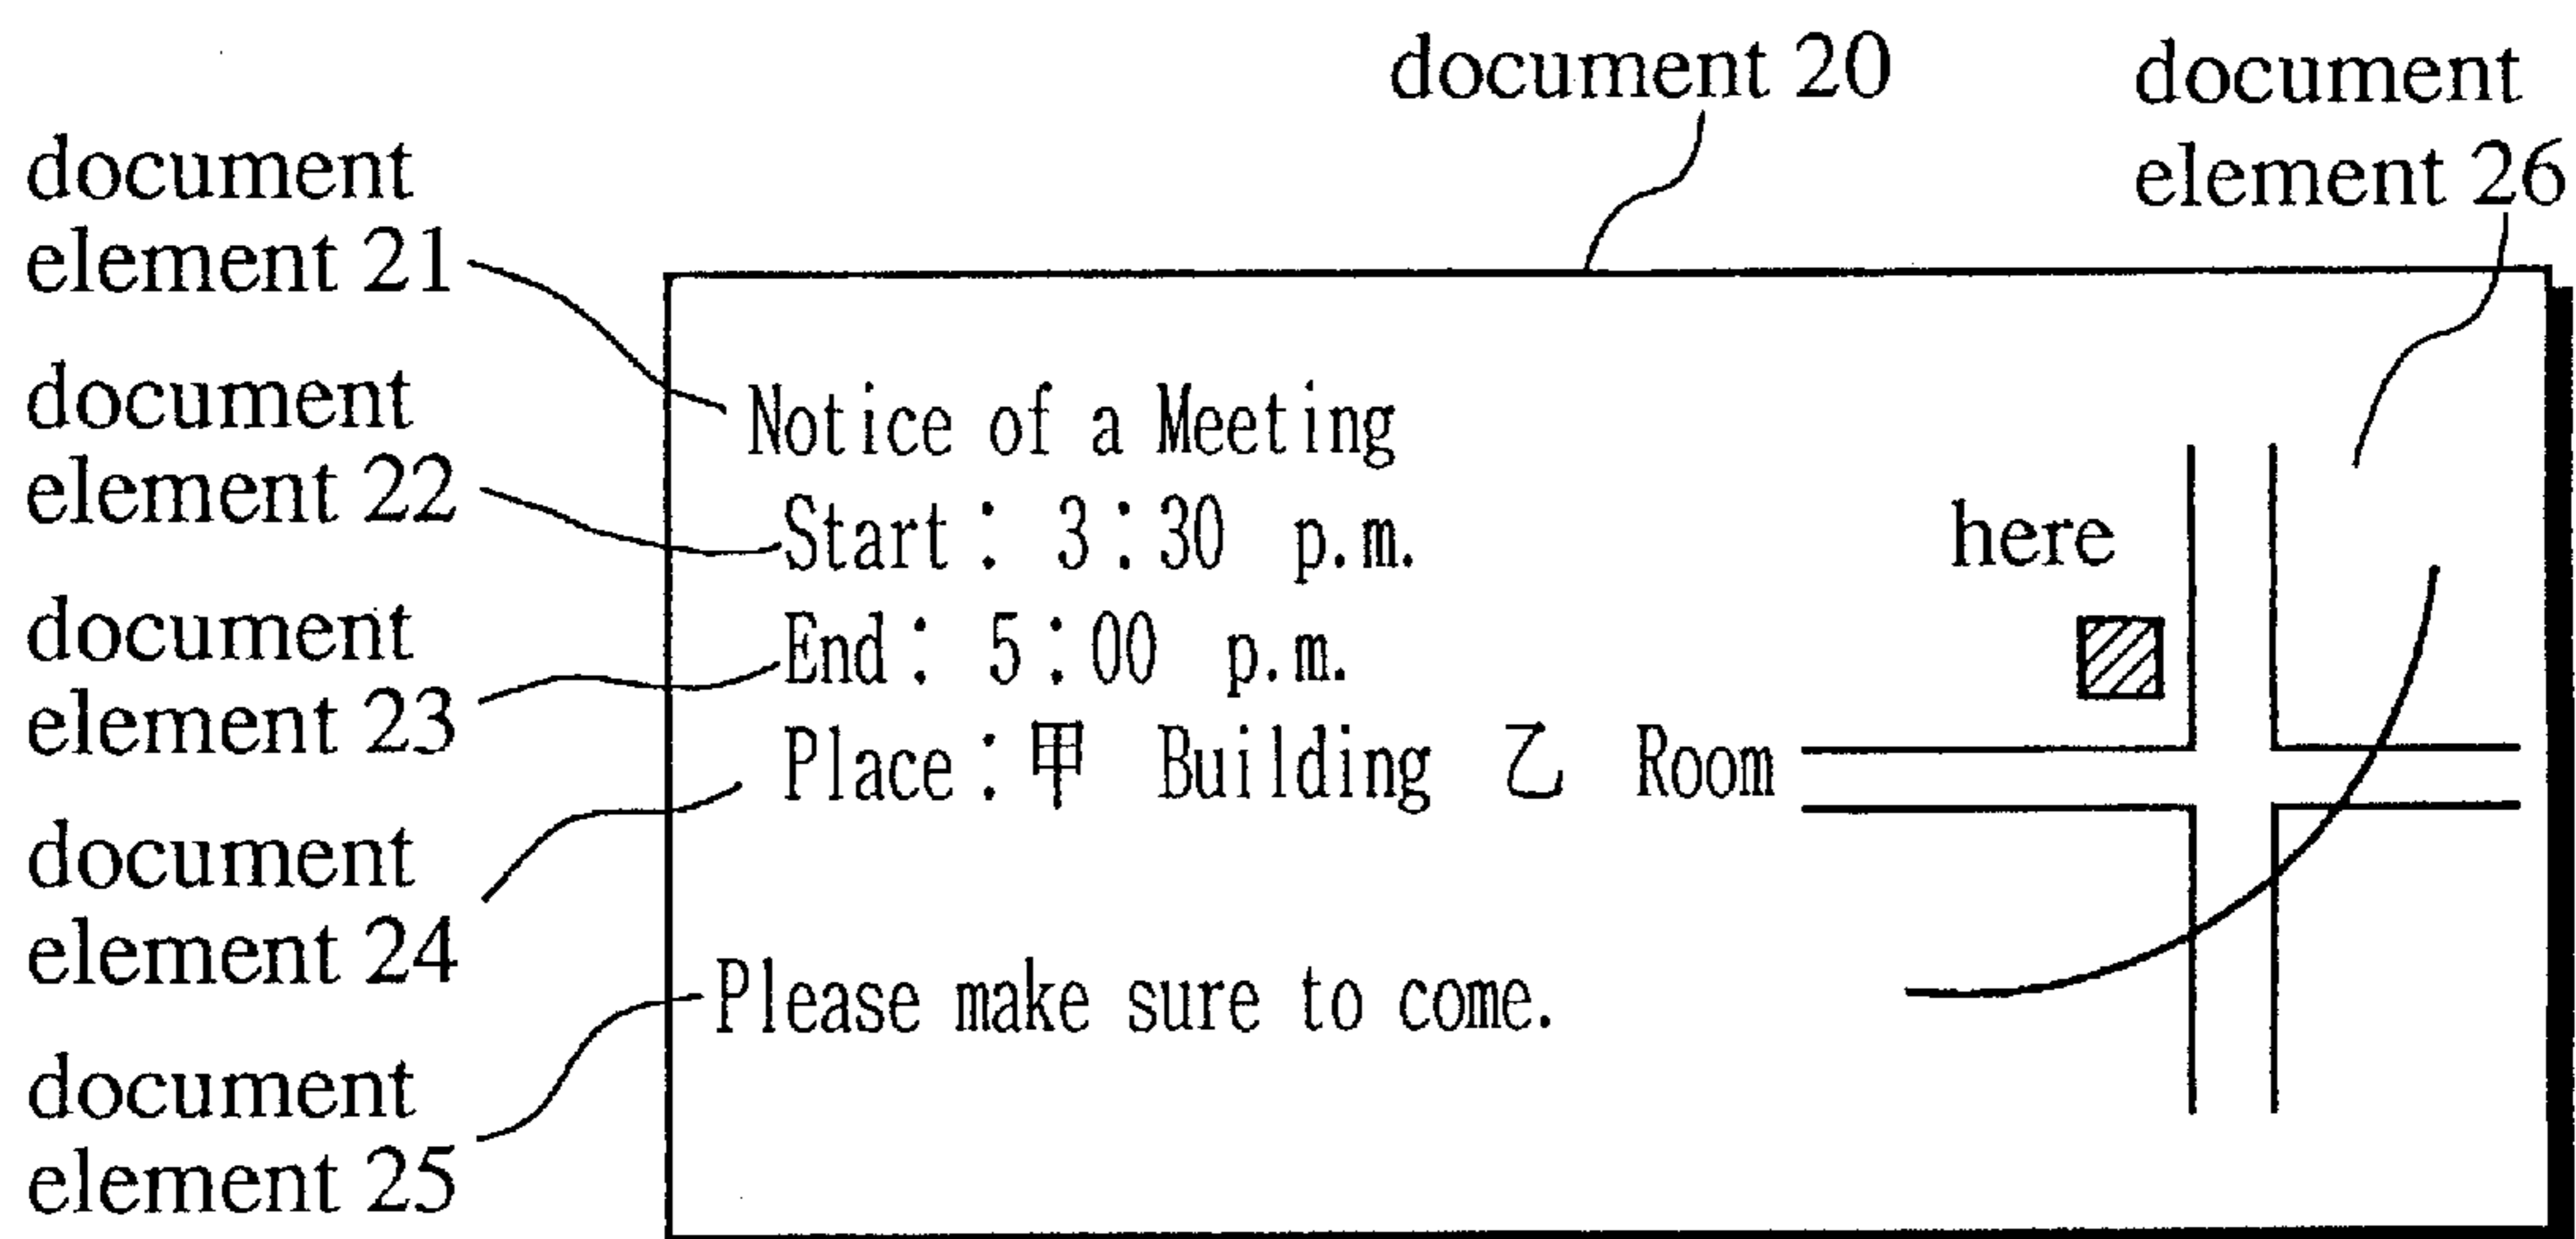 document 20
document
element 26
document
element 21
document
element 22
document
element 23
document
element 24
document
element 25
Notice of a Meeting
Start: 3:30 p.m.
End: 5:00 p.m.
Place:甲 Building 乙 Room
Please make sure to come.
here